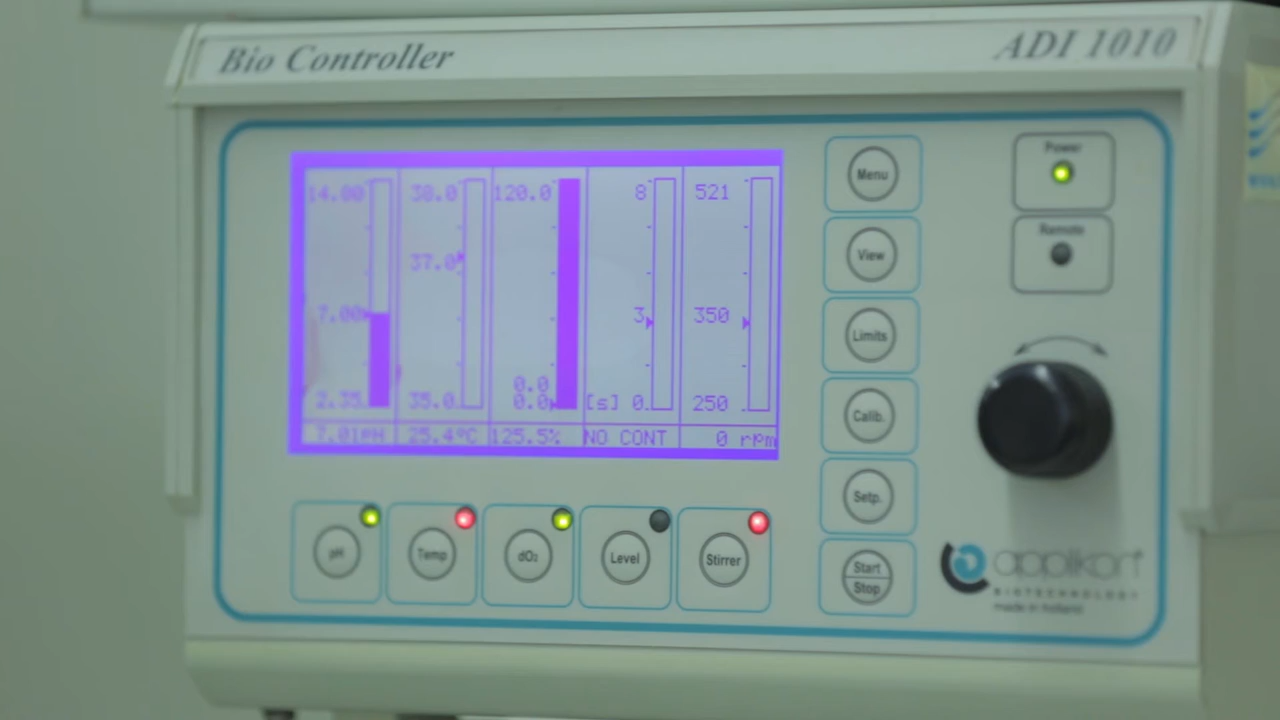 Bio Controller
ADI 1010
14.00 38.0 120.0 8 521
37.0
7.00 3 350
0.0
2.35 35.0 0.0 [s] 0 250
7.01pH 25.4°C 125.5% NO CONT 0 rpm
Menu
View
Limits
Calib.
Setp.
Start
Stop
Power
Remote
pH
Temp
dO₂
Level
Stirrer
applikon
BIOTECHNOLOGY
made in holland